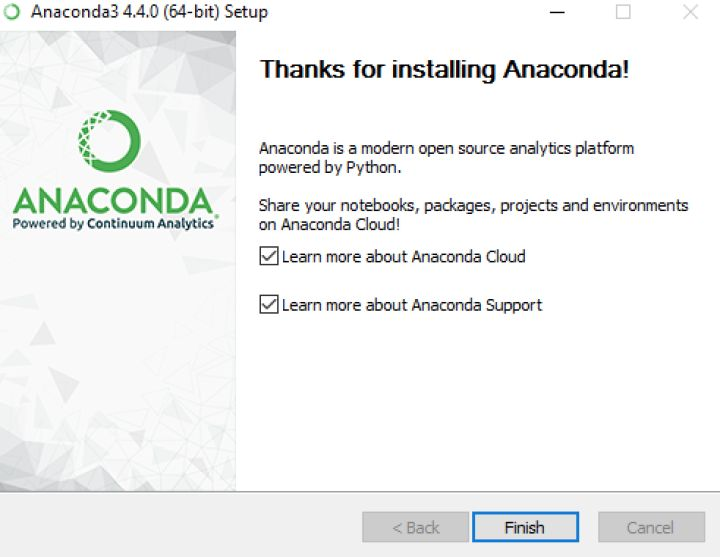 Anaconda3 4.4.0 (64-bit) Setup
Thanks for installing Anaconda!
ANACONDA®
Powered by Continuum Analytics
Anaconda is a modern open source analytics platform
powered by Python.
Share your notebooks, packages, projects and environments
on Anaconda Cloud!
Learn more about Anaconda Cloud
Learn more about Anaconda Support
< Back
Finish
Cancel